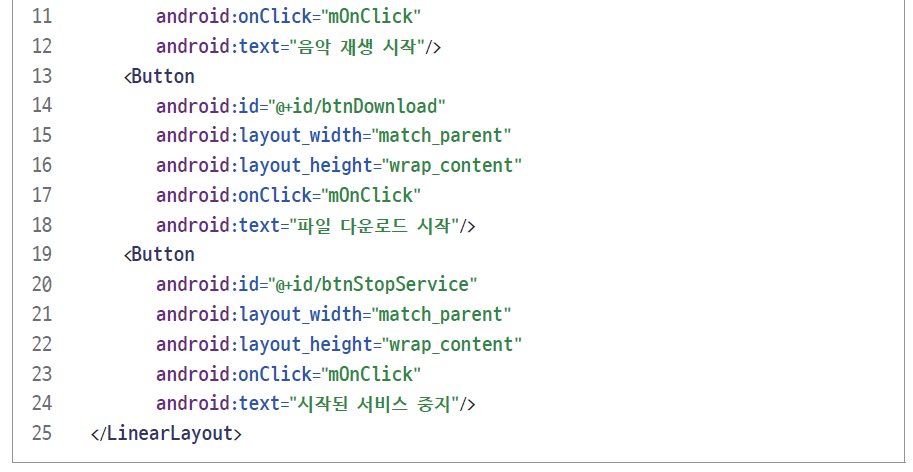 11 android:onClick="mOnClick"
12 android:text="음악 재생 시작"/>
13 <Button
14 android:id="@+id/btnDownload"
15 android:layout_width="match_parent"
16 android:layout_height="wrap_content"
17 android:onClick="mOnClick"
18 android:text="파일 다운로드 시작"/>
19 <Button
20 android:id="@+id/btnStopService"
21 android:layout_width="match_parent"
22 android:layout_height="wrap_content"
23 android:onClick="mOnClick"
24 android:text="시작된 서비스 중지"/>
25 </LinearLayout>